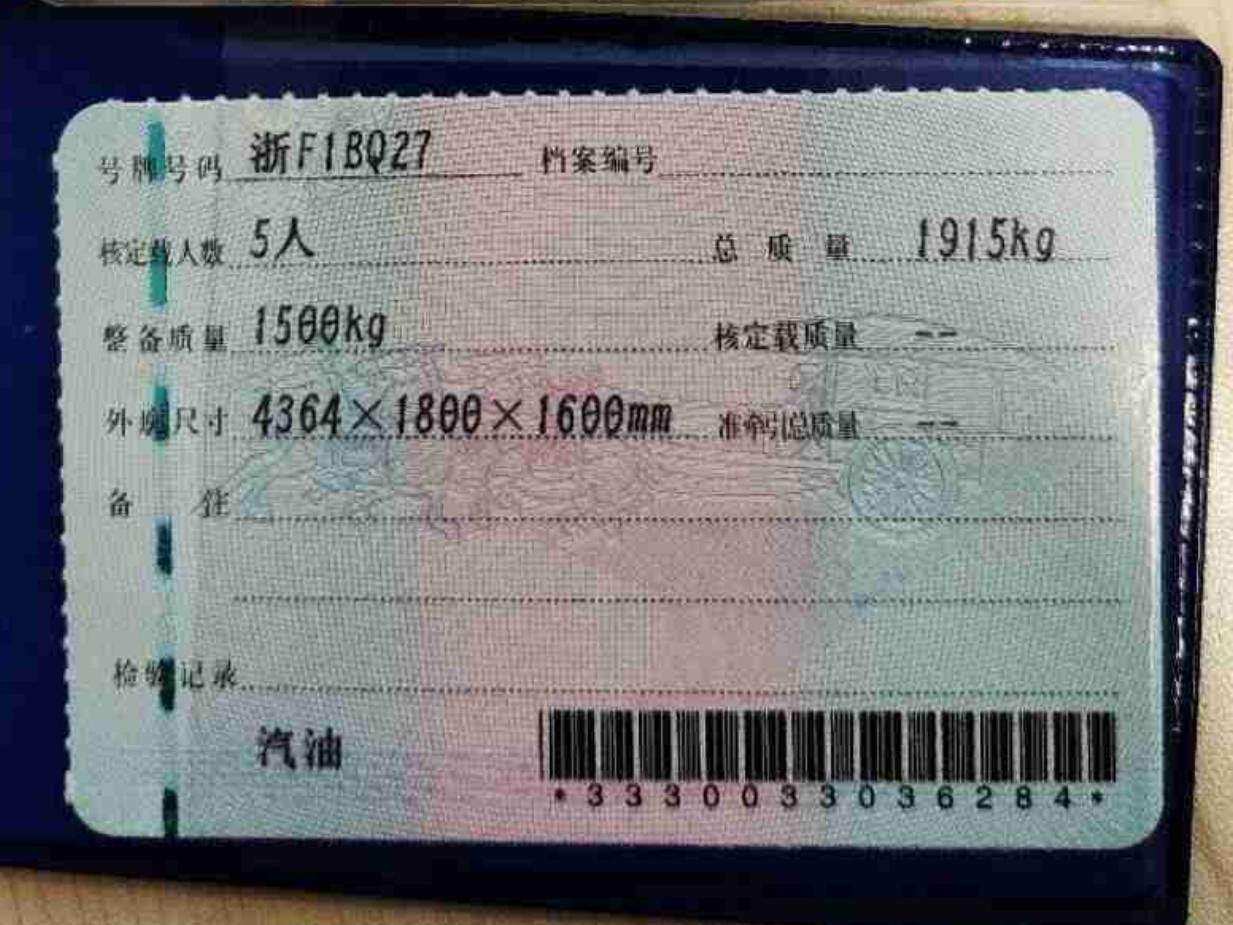 号牌号码 浙F1BQ27 档案编号
核定载人数 5人 总质量 1915kg
整备质量 1500kg 核定载质量 --
外廓尺寸 4364×1800×1600mm 准牵引总质量 --
备注
检验记录
汽油
*3330033036284*